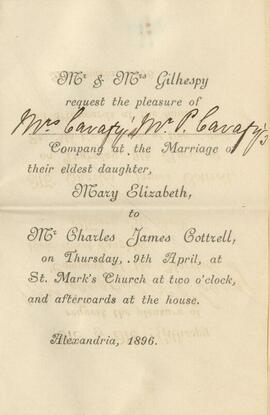 Mr & Mrs Gilhespy
request the pleasure of
Mrs Cavafy's Mr P. Cavafy's
Company at the Marriage of
their eldest daughter,
Mary Elizabeth,
to
Mr Charles James Cottrell,
on Thursday, 9th April, at
St. Mark's Church at two o'clock,
and afterwards at the house.
Alexandria, 1896.